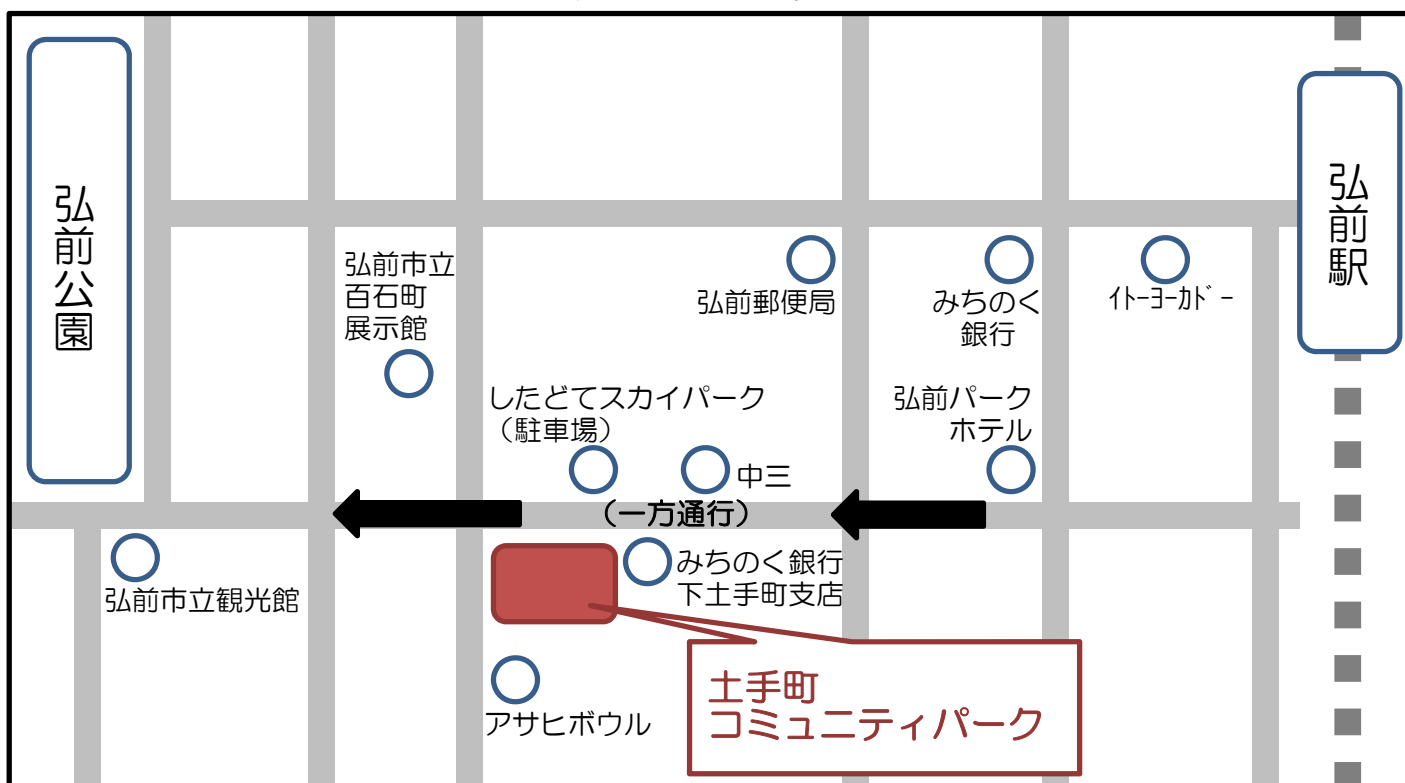 弘前公園
弘前駅
弘前市立
百石町
展示館
弘前郵便局
みちのく
銀行
ｲﾄｰﾖｰｶﾄﾞｰ
したどてスカイパーク
（駐車場）
中三
弘前パーク
ホテル
（一方通行）
弘前市立観光館
みちのく銀行
下土手町支店
アサヒボウル
土手町
コミュニティパーク